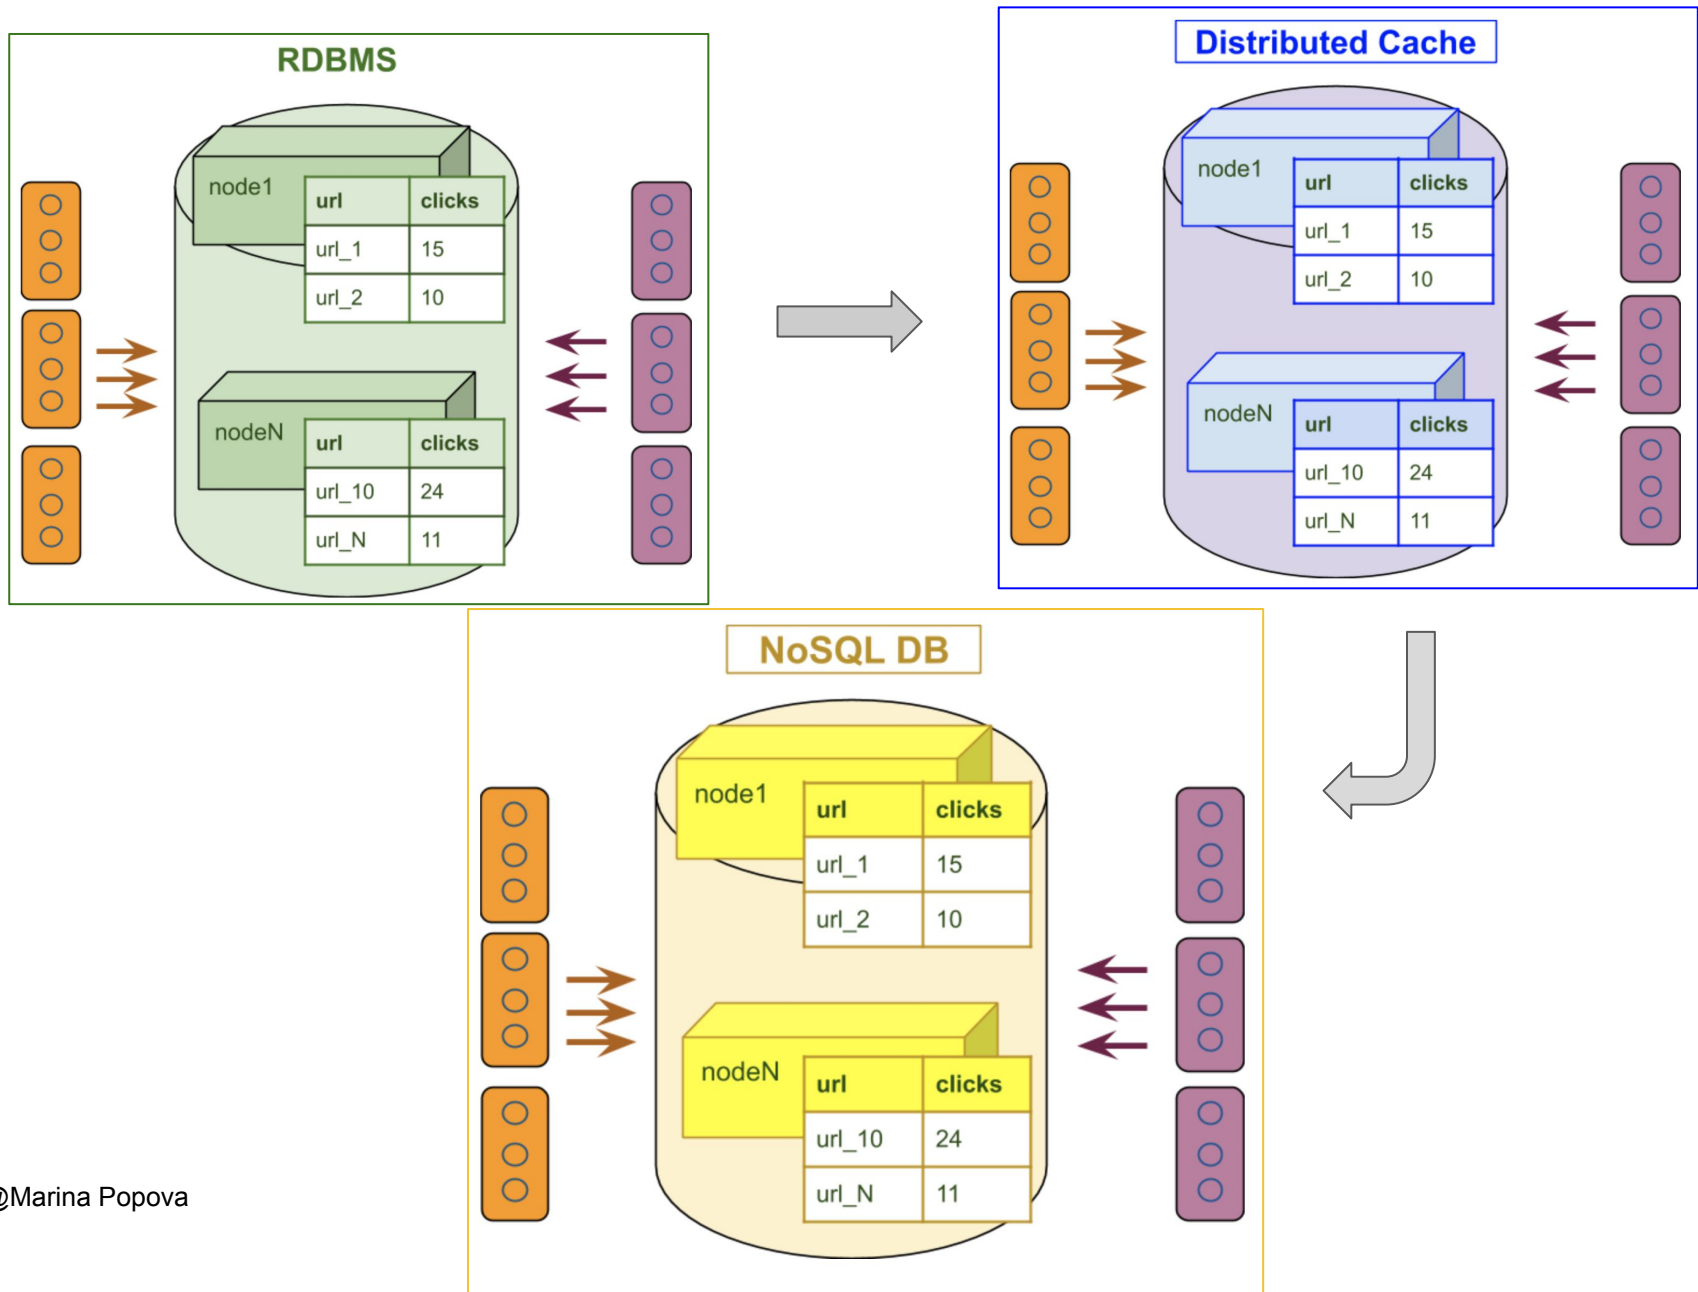 RDBMS
node1
url clicks
url_1 15
url_2 10
nodeN
url clicks
url_10 24
url_N 11
Distributed Cache
node1
url clicks
url_1 15
url_2 10
nodeN
url clicks
url_10 24
url_N 11
NoSQL DB
node1
url clicks
url_1 15
url_2 10
nodeN
url clicks
url_10 24
url_N 11
@Marina Popova